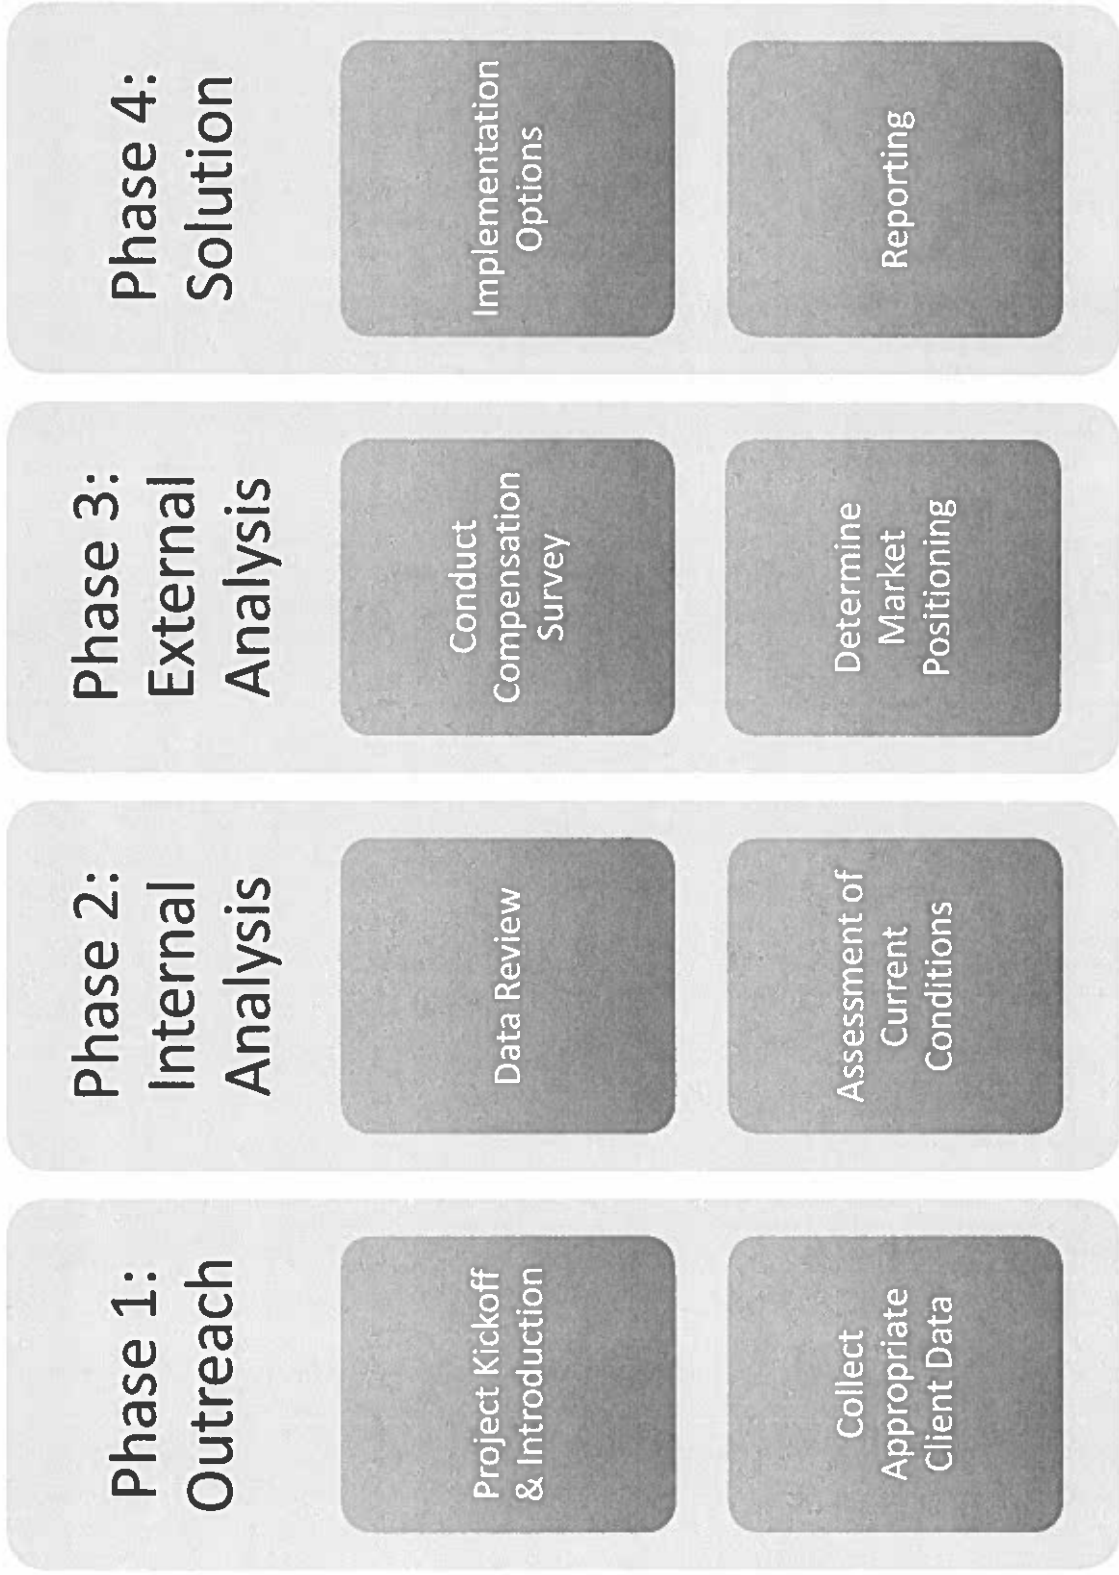 Phase 1:
Outreach
Project Kickoff
& Introduction
Collect
Appropriate
Client Data
Phase 2:
Internal
Analysis
Data Review
Assessment of
Current
Conditions
Phase 3:
External
Analysis
Conduct
Compensation
Survey
Determine
Market
Positioning
Phase 4:
Solution
Implementation
Options
Reporting